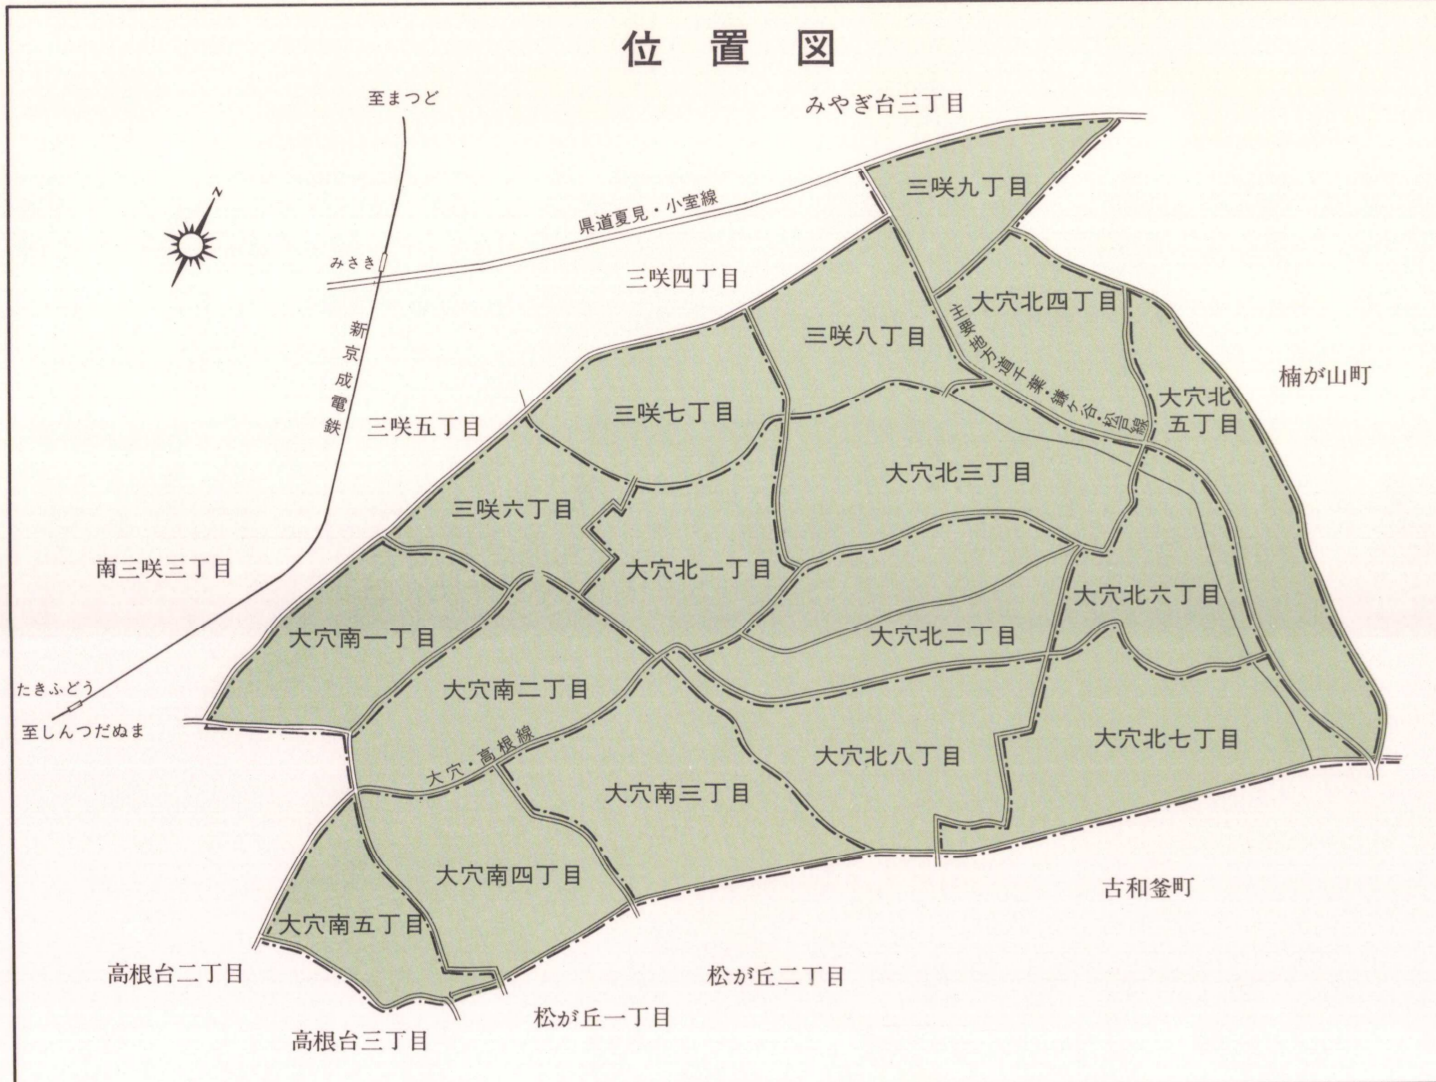 位置図
至まつど
みやぎ台三丁目
三咲九丁目
N
県道夏見・小室線
みさき
三咲四丁目
大穴北四丁目
三咲八丁目
主要地方道千葉・鎌ヶ谷・松戸線
新京成電鉄
楠が山町
大穴北
五丁目
三咲七丁目
三咲五丁目
大穴北三丁目
三咲六丁目
南三咲三丁目
大穴北一丁目
大穴北六丁目
大穴南一丁目
大穴北二丁目
たきふどう
大穴南二丁目
至しんつだぬま
大穴・高根線
大穴北七丁目
大穴北八丁目
大穴南三丁目
大穴南四丁目
古和釜町
大穴南五丁目
高根台二丁目
松が丘二丁目
松が丘一丁目
高根台三丁目